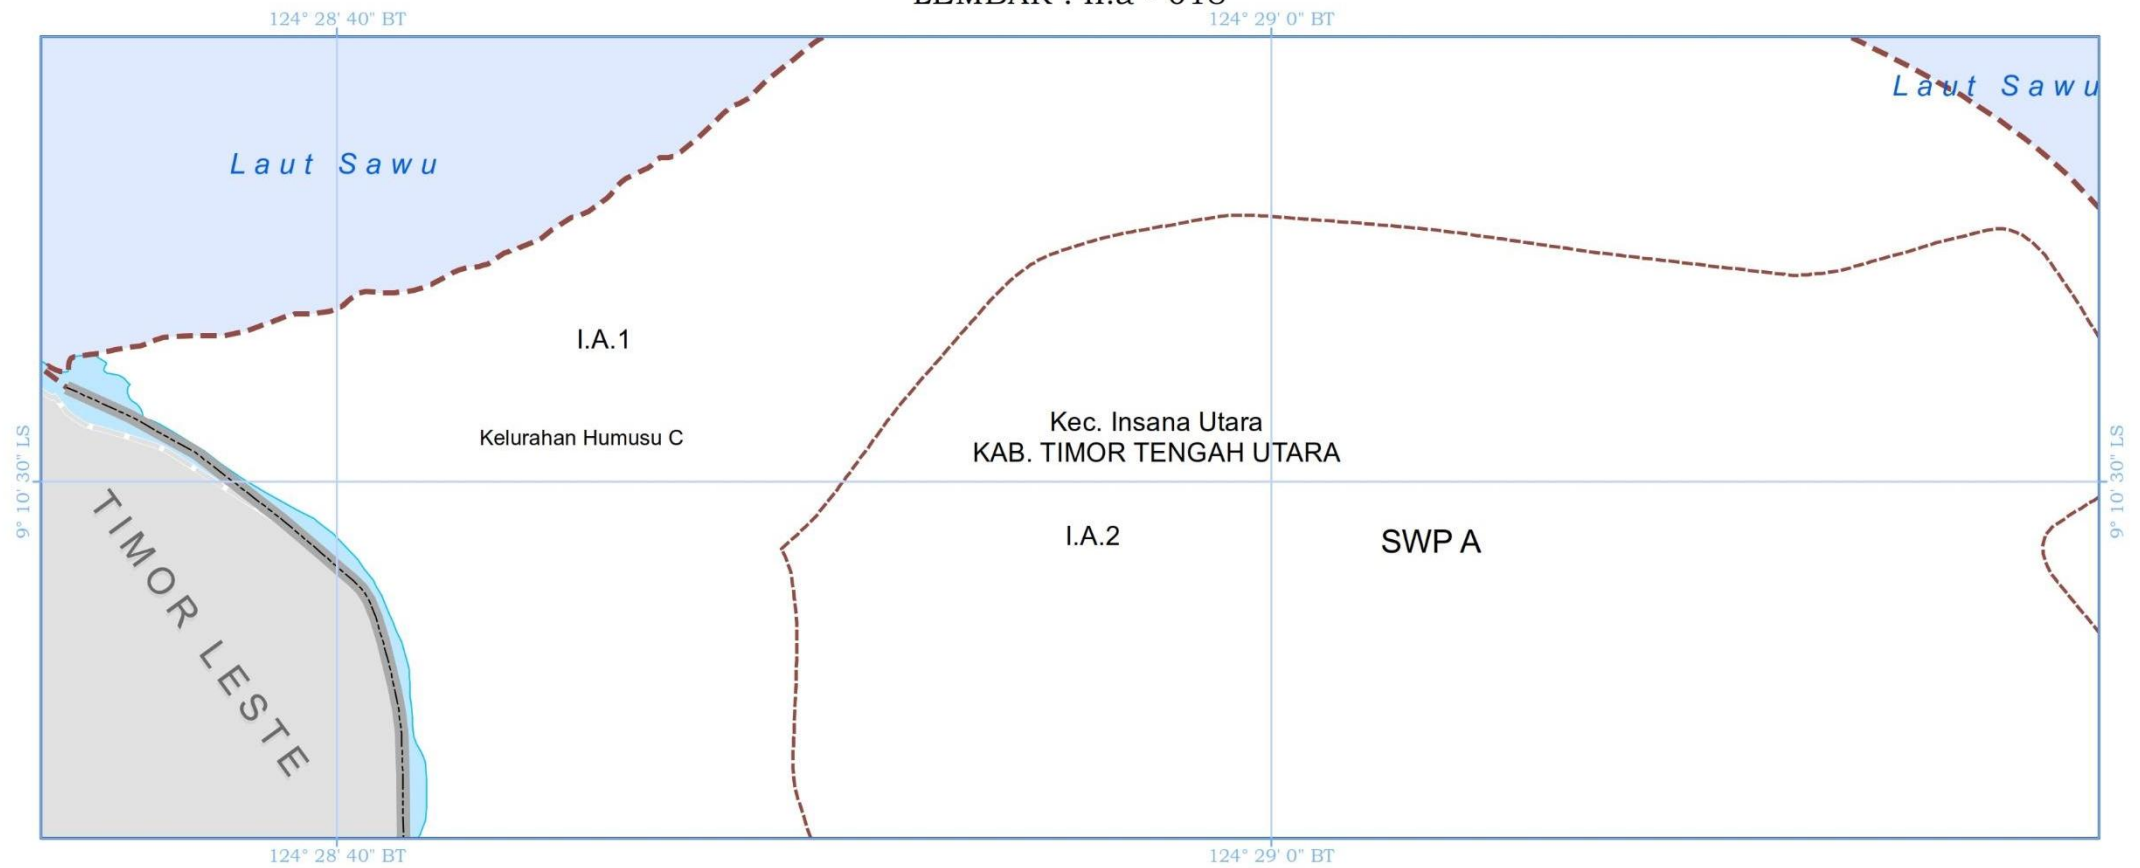 124° 28' 40" BT
124° 29' 0" BT
Laut Sawu
Laut Sawu
I.A.1
Kec. Insana Utara
KAB. TIMOR TENGAH UTARA
Kelurahan Humusu C
9° 10' 30" LS
9° 10' 30" LS
I.A.2
SWP A
TIMOR LESTE
124° 28' 40" BT
124° 29' 0" BT